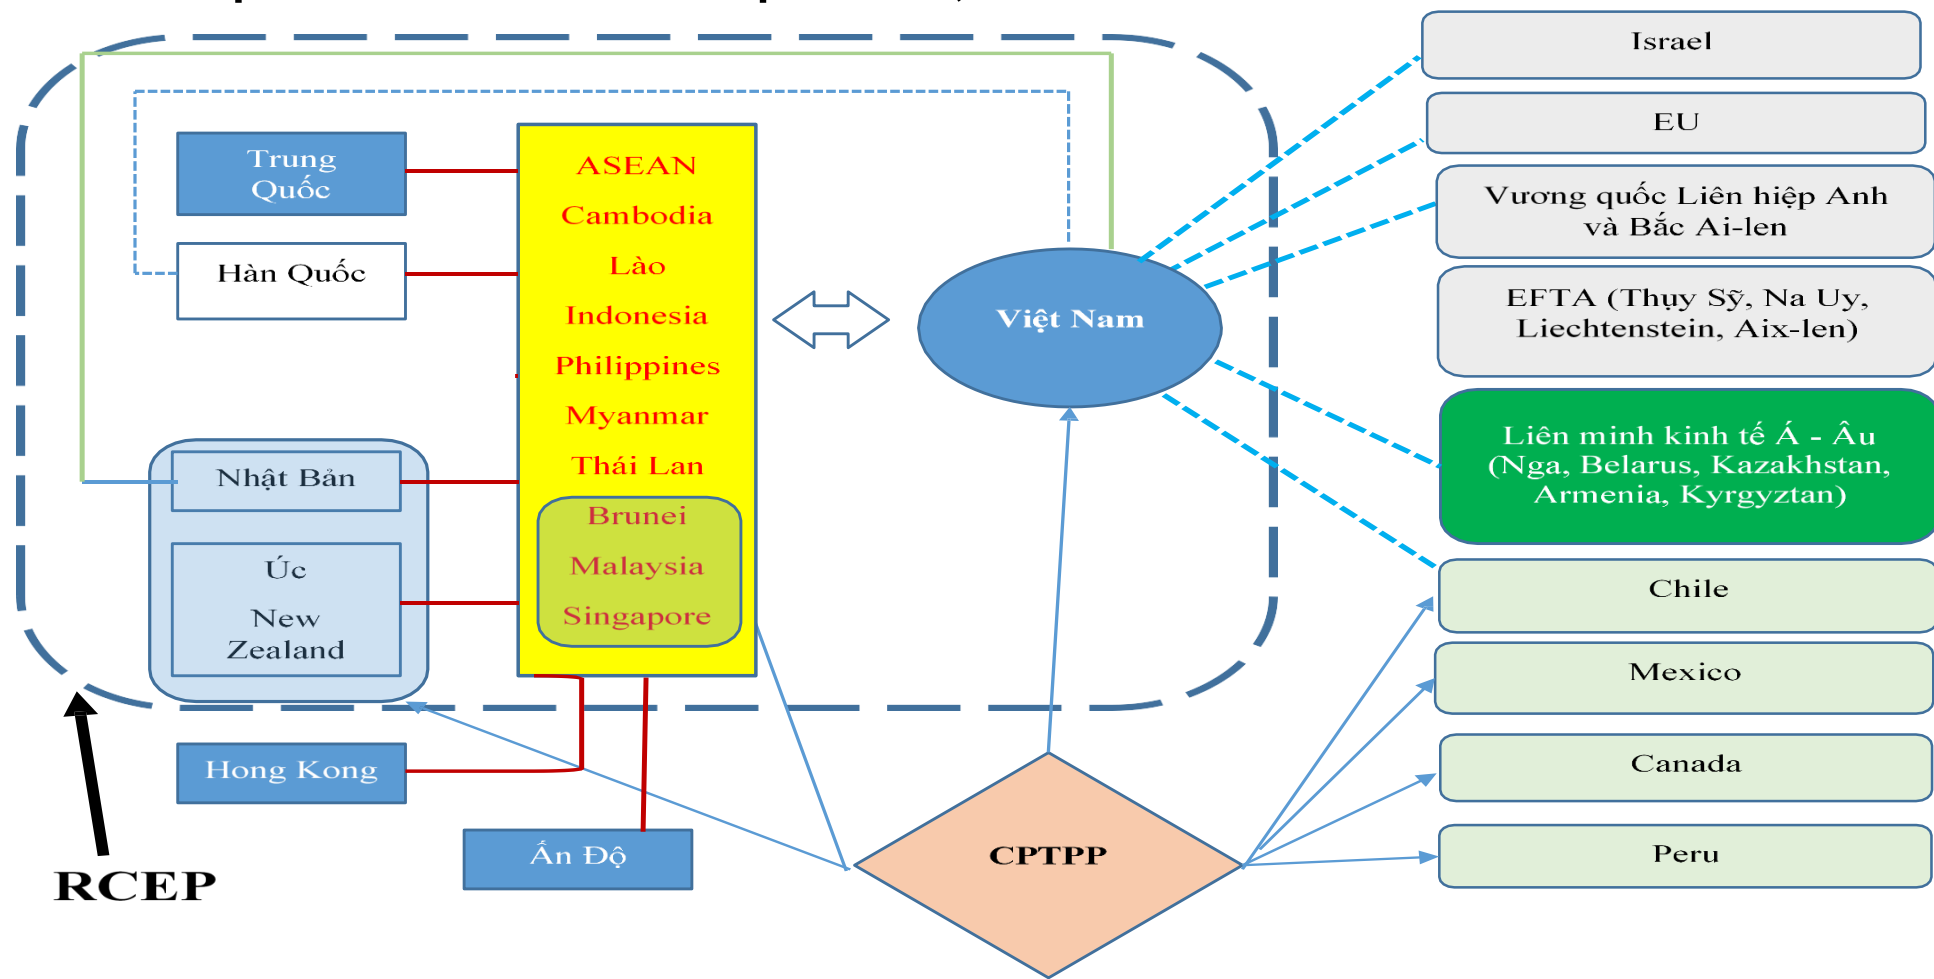 Trung
Quốc
Hàn Quốc
Nhật Bản
Úc
New
Zealand
Hong Kong
Ấn Độ
RCEP
ASEAN
Cambodia
Lào
Indonesia
Philippines
Myanmar
Thái Lan
Brunei
Malaysia
Singapore
Việt Nam
CPTPP
Israel
EU
Vương quốc Liên hiệp Anh
và Bắc Ai-len
EFTA (Thụy Sỹ, Na Uy,
Liechtenstein, Aix-len)
Liên minh kinh tế Á - Âu
(Nga, Belarus, Kazakhstan,
Armenia, Kyrgyztan)
Chile
Mexico
Canada
Peru